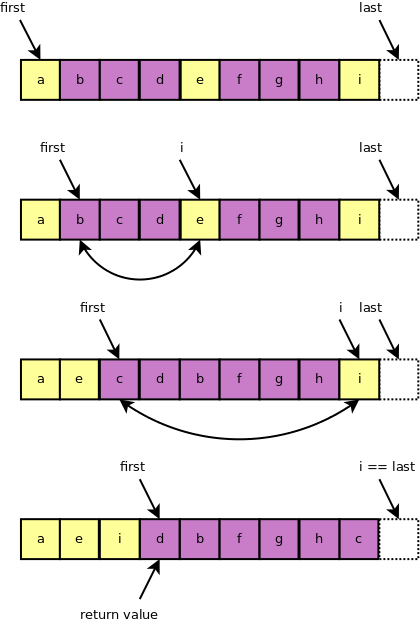 first last
a b c d e f g h i
first i last
a b c d e f g h i
first i last
a e c d b f g h i
first i == last
a e i d b f g h c
return value